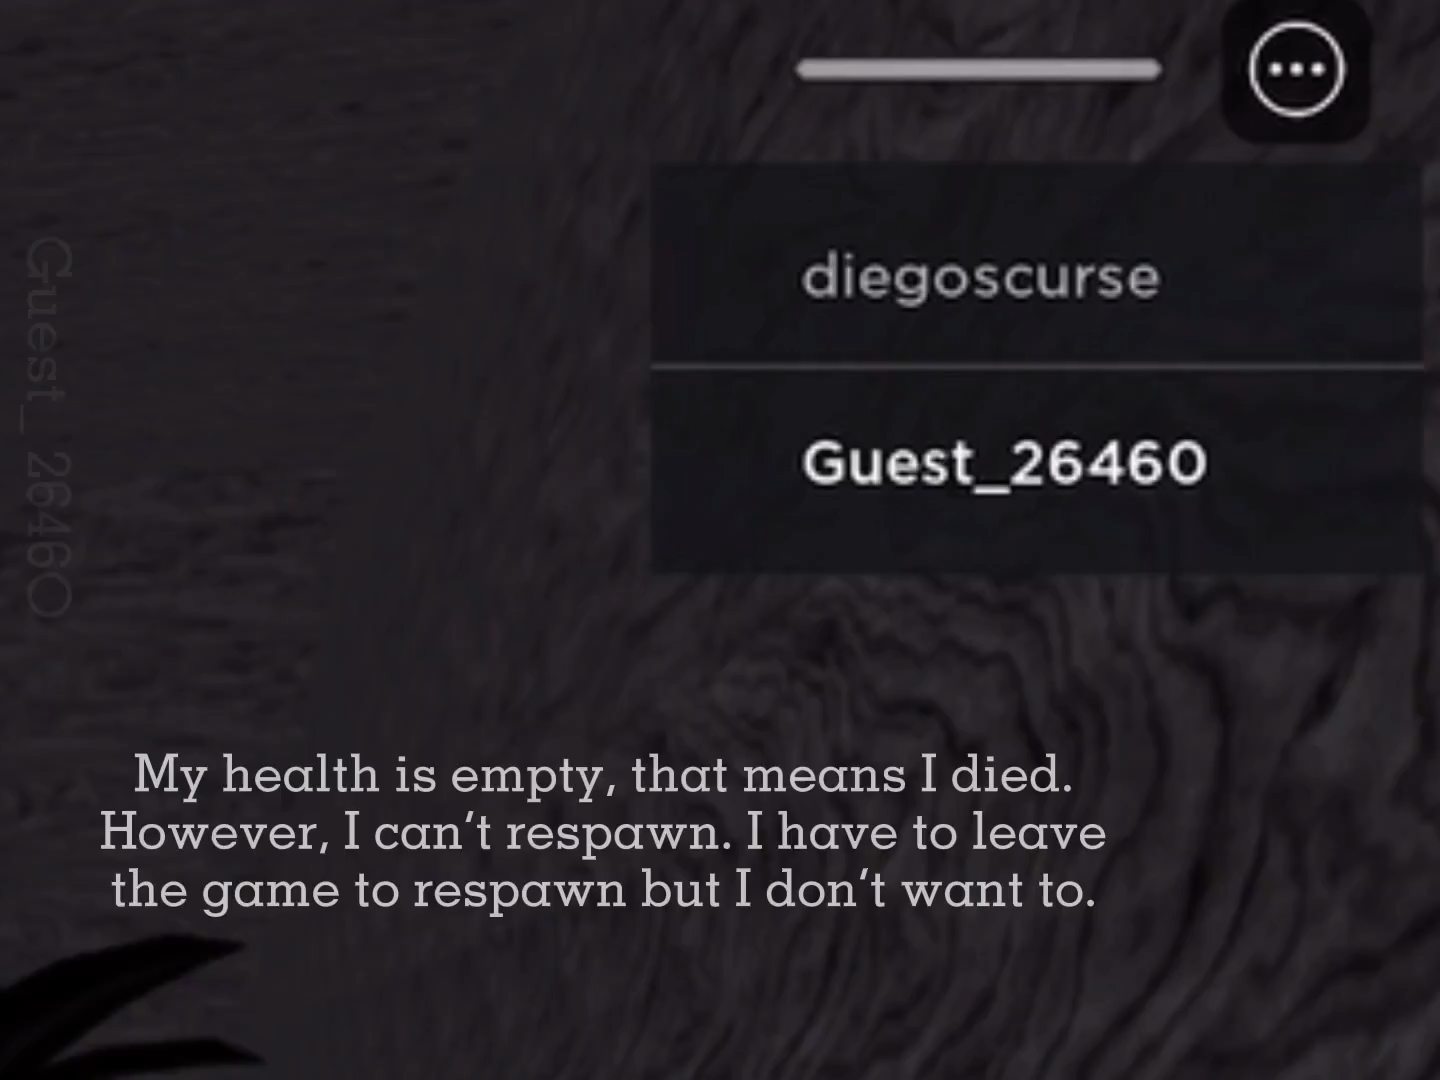 diegoscurse
Guest_26460
Guest_26460
My health is empty, that means I died.
However, I can't respawn. I have to leave
the game to respawn but I don't want to.